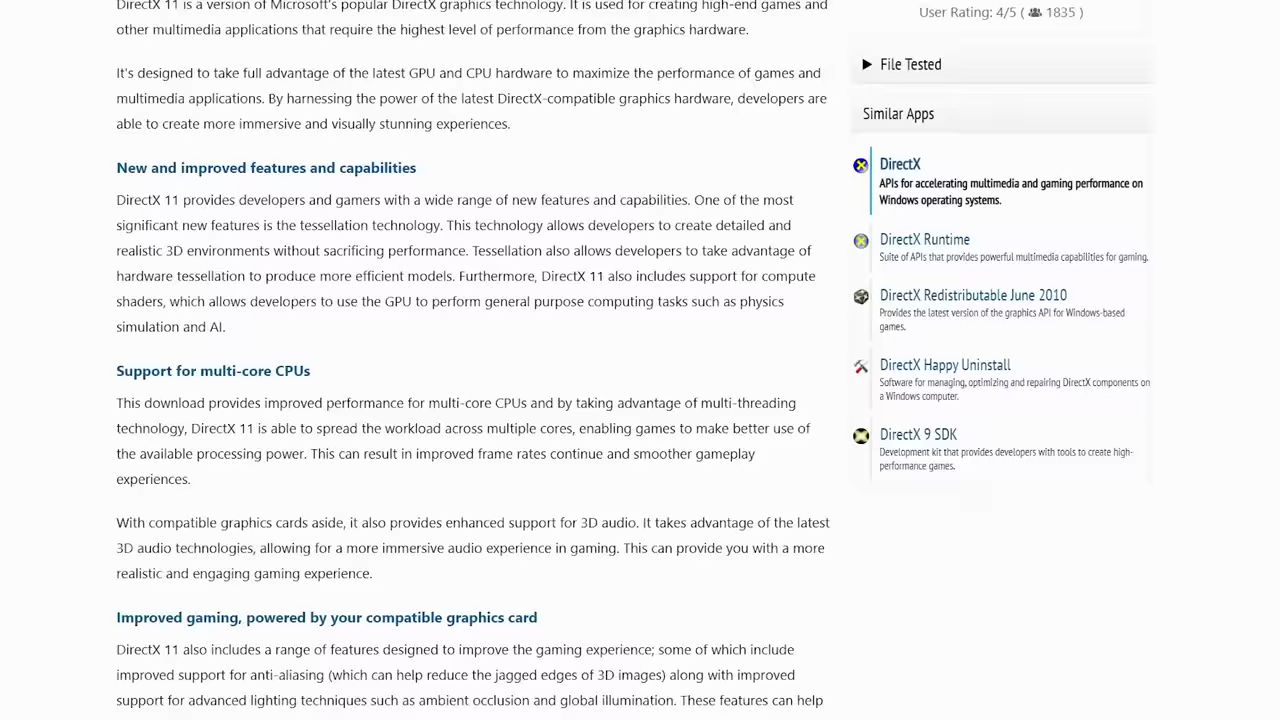 DirectX 11 is a version of Microsoft's popular DirectX graphics technology. It is used for creating high-end games and
other multimedia applications that require the highest level of performance from the graphics hardware.
It's designed to take full advantage of the latest GPU and CPU hardware to maximize the performance of games and
multimedia applications. By harnessing the power of the latest DirectX-compatible graphics hardware, developers are
able to create more immersive and visually stunning experiences.
New and improved features and capabilities
DirectX 11 provides developers and gamers with a wide range of new features and capabilities. One of the most
significant new features is the tessellation technology. This technology allows developers to create detailed and
realistic 3D environments without sacrificing performance. Tessellation also allows developers to take advantage of
hardware tessellation to produce more efficient models. Furthermore, DirectX 11 also includes support for compute
shaders, which allows developers to use the GPU to perform general purpose computing tasks such as physics
simulation and AI.
Support for multi-core CPUs
This download provides improved performance for multi-core CPUs and by taking advantage of multi-threading
technology, DirectX 11 is able to spread the workload across multiple cores, enabling games to make better use of
the available processing power. This can result in improved frame rates continue and smoother gameplay
experiences.
With compatible graphics cards aside, it also provides enhanced support for 3D audio. It takes advantage of the latest
3D audio technologies, allowing for a more immersive audio experience in gaming. This can provide you with a more
realistic and engaging gaming experience.
Improved gaming, powered by your compatible graphics card
DirectX 11 also includes a range of features designed to improve the gaming experience; some of which include
improved support for anti-aliasing (which can help reduce the jagged edges of 3D images) along with improved
support for advanced lighting techniques such as ambient occlusion and global illumination. These features can help
User Rating: 4/5 ( 1835 )
File Tested
Similar Apps
DirectX
APIs for accelerating multimedia and gaming performance on
Windows operating systems.
DirectX Runtime
Suite of APIs that provides powerful multimedia capabilities for gaming.
DirectX Redistributable June 2010
Provides the latest version of the graphics API for Windows-based
games.
DirectX Happy Uninstall
Software for managing, optimizing and repairing DirectX components on
a Windows computer.
DirectX 9 SDK
Development kit that provides developers with tools to create high-
performance games.